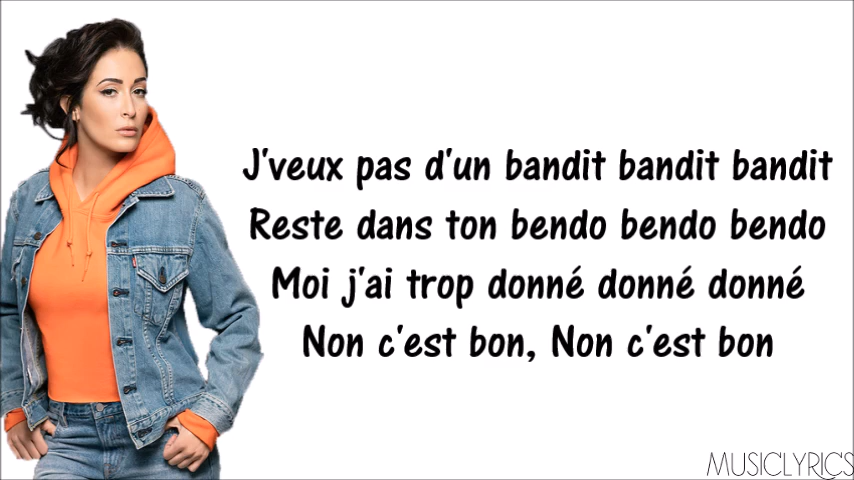 J'veux pas d'un bandit bandit bandit
Reste dans ton bendo bendo bendo
Moi j'ai trop donné donné donné
Non c'est bon, Non c'est bon
MUSICLYRICS